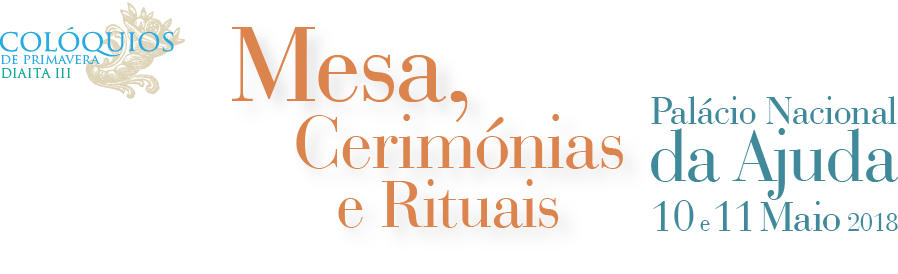 COLÓQUIOS
DE PRIMAVERA
DIAITA III
Mesa,
Cerimónias
e Rituais
Palácio Nacional
da Ajuda
10 e 11 Maio 2018